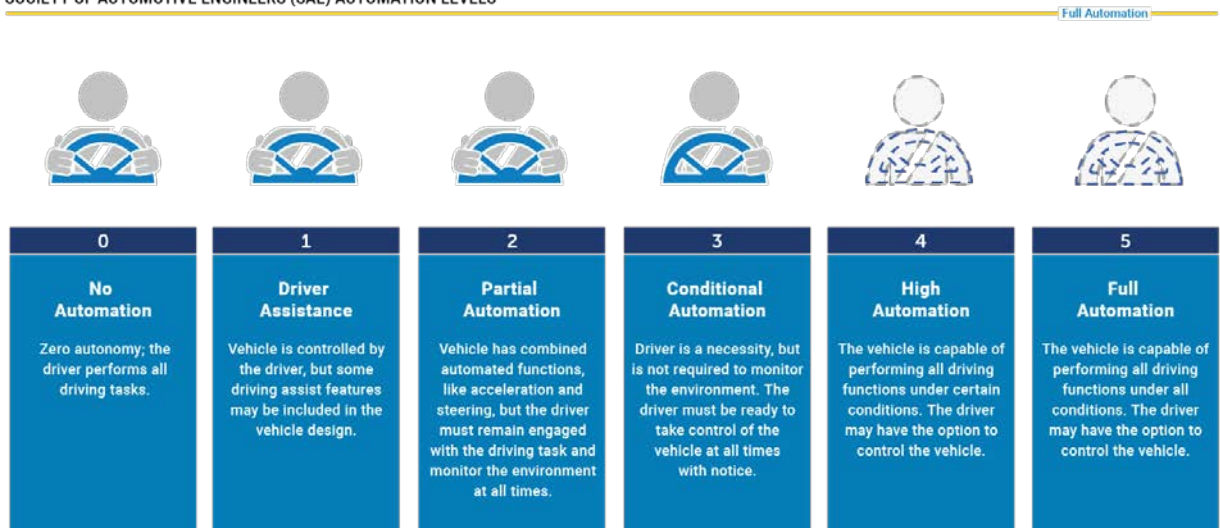 SOCIETY OF AUTOMOTIVE ENGINEERS (SAE) AUTOMATION LEVELS
Full Automation
0
No
Automation
Zero autonomy; the
driver performs all
driving tasks.
1
Driver
Assistance
Vehicle is controlled by
the driver, but some
driving assist features
may be included in the
vehicle design.
2
Partial
Automation
Vehicle has combined
automated functions,
like acceleration and
steering, but the driver
must remain engaged
with the driving task and
monitor the environment
at all times.
3
Conditional
Automation
Driver is a necessity, but
is not required to monitor
the environment. The
driver must be ready to
take control of the
vehicle at all times
with notice.
4
High
Automation
The vehicle is capable of
performing all driving
functions under certain
conditions. The driver
may have the option to
control the vehicle.
5
Full
Automation
The vehicle is capable of
performing all driving
functions under all
conditions. The driver
may have the option to
control the vehicle.